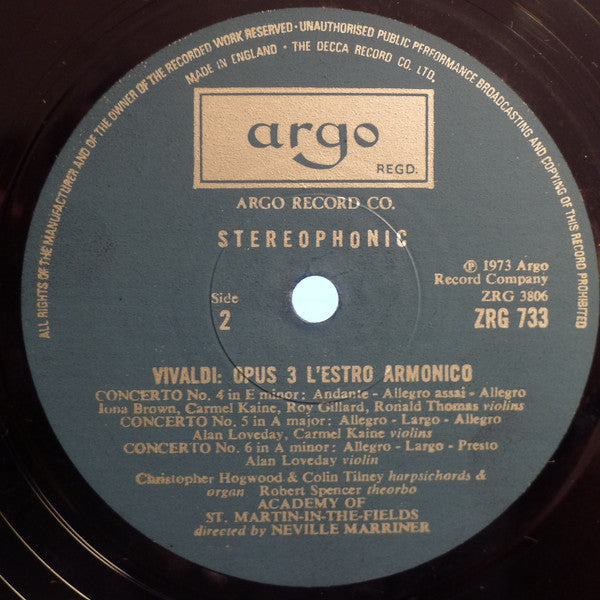 ALL RIGHTS OF THE MANUFACTURER AND OF THE OWNER OF THE RECORDED WORK RESERVED · UNAUTHORISED PUBLIC PERFORMANCE BROADCASTING AND COPYING OF THIS RECORD PROHIBITED
MADE IN ENGLAND · THE DECCA RECORD CO. LTD.
argo
REGD.
ARGO RECORD CO.
STEREOPHONIC
℗ 1973 Argo
Record Company
ZRG 3806
ZRG 733
Side
2
VIVALDI: OPUS 3 L'ESTRO ARMONICO
CONCERTO No. 4 in E minor: Andante - Allegro assai - Allegro
Iona Brown, Carmel Kaine, Roy Gillard, Ronald Thomas violins
CONCERTO No. 5 in A major: Allegro - Largo - Allegro
Alan Loveday, Carmel Kaine violins
CONCERTO No. 6 in A minor: Allegro - Largo - Presto
Alan Loveday violin
Christopher Hogwood & Colin Tilney harpsichords &
organ Robert Spencer theorbo
ACADEMY OF
ST. MARTIN-IN-THE-FIELDS
directed by NEVILLE MARRINER